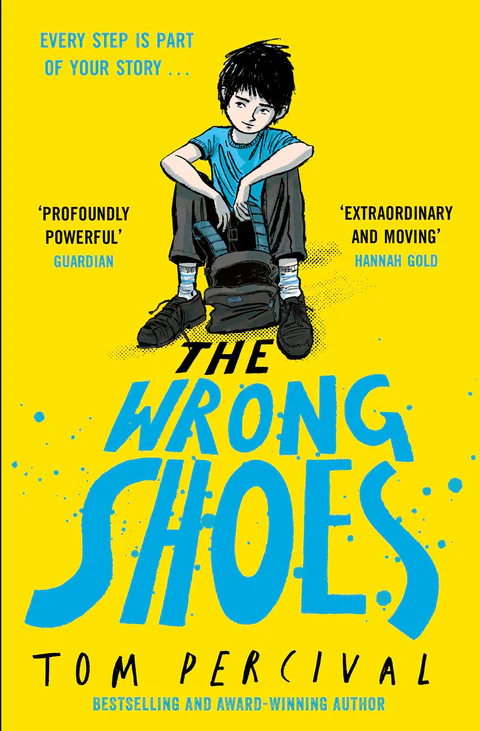 EVERY STEP IS PART
OF YOUR STORY ...
‘PROFOUNDLY
POWERFUL’
GUARDIAN
‘EXTRAORDINARY
AND MOVING’
HANNAH GOLD
THE
WRONG
SHOES
TOM PERCIVAL
BESTSELLING AND AWARD-WINNING AUTHOR